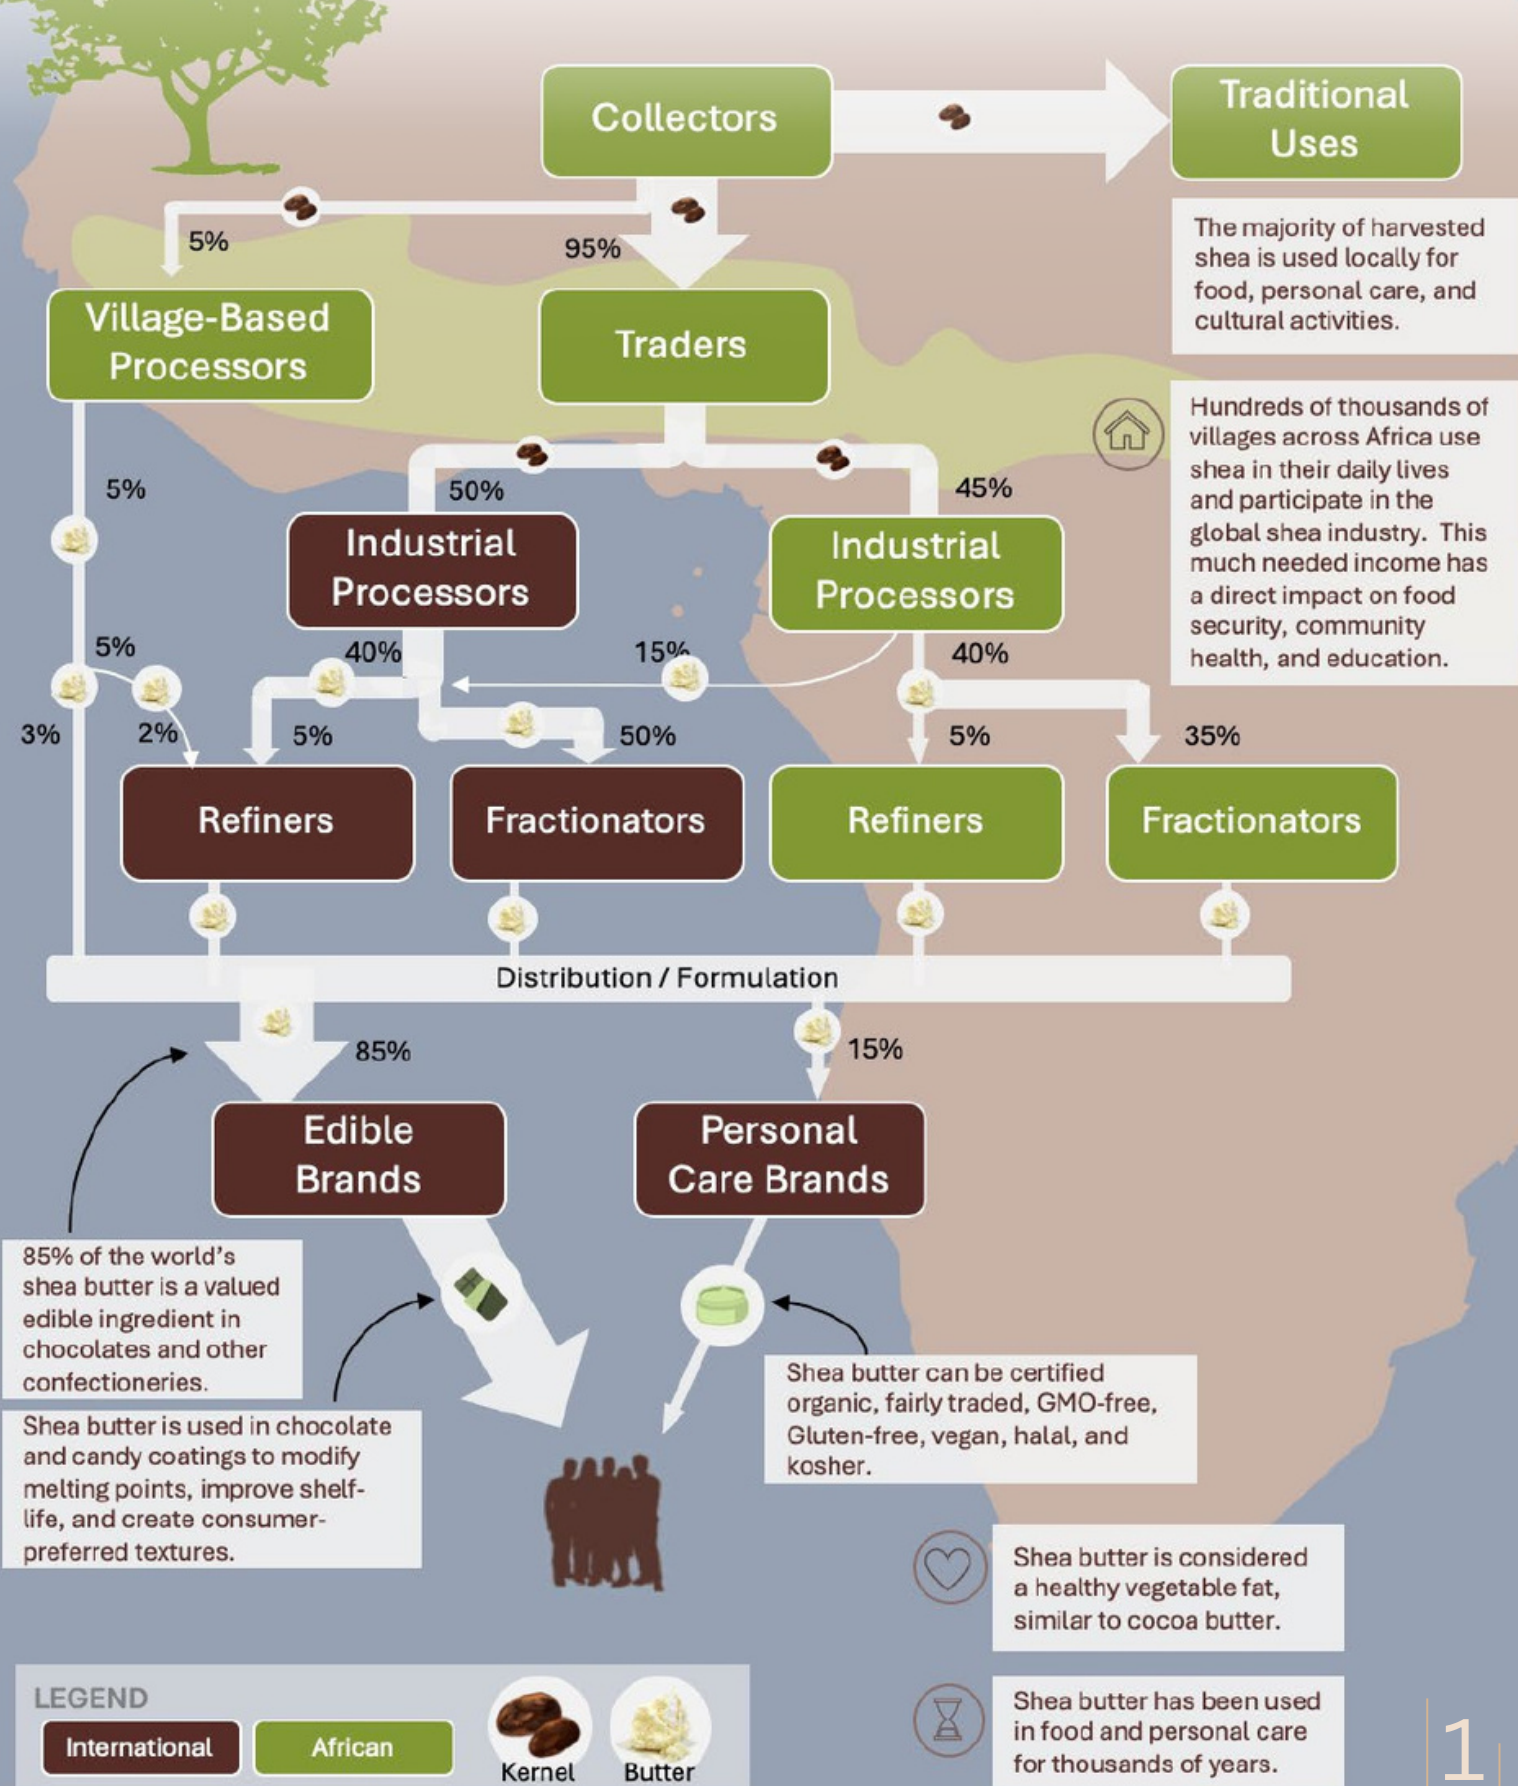 Collectors
Traditional
Uses
5%
95%
The majority of harvested
shea is used locally for
food, personal care, and
cultural activities.
Village-Based
Processors
Traders
Hundreds of thousands of
villages across Africa use
shea in their daily lives
and participate in the
global shea industry.  This
much needed income has
a direct impact on food
security, community
health, and education.
5%
50%
45%
Industrial
Processors
Industrial
Processors
5%
40%
15%
40%
3%
2%
5%
50%
5%
35%
Refiners
Fractionators
Refiners
Fractionators
Distribution / Formulation
85%
15%
Edible
Brands
Personal
Care Brands
85% of the world's
shea butter is a valued
edible ingredient in
chocolates and other
confectioneries.
Shea butter is used in chocolate
and candy coatings to modify
melting points, improve shelf-
life, and create consumer-
preferred textures.
Shea butter can be certified
organic, fairly traded, GMO-free,
Gluten-free, vegan, halal, and
kosher.
Shea butter is considered
a healthy vegetable fat,
similar to cocoa butter.
Shea butter has been used
in food and personal care
for thousands of years.
LEGEND
International
African
Kernel
Butter
1